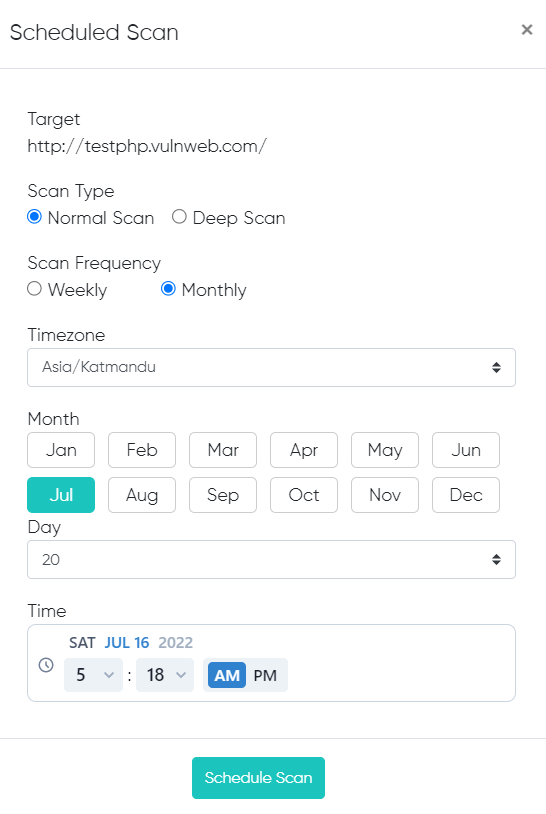 Scheduled Scan ×
Target
http://testphp.vulnweb.com/
Scan Type
Normal Scan Deep Scan
Scan Frequency
Weekly Monthly
Timezone
Asia/Katmandu
Month
Jan Feb Mar Apr May Jun
Jul Aug Sep Oct Nov Dec
Day
20
Time
SAT JUL 16 2022
5 : 18 AM PM
Schedule Scan